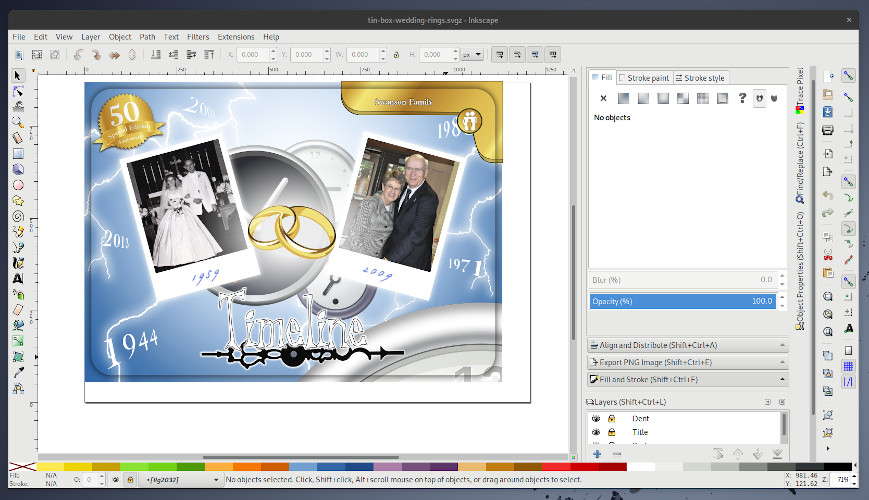 tin-box-wedding-rings.svgz - Inkscape
File Edit View Layer Object Path Text Filters Extensions Help
X: 0.000 Y: 0.000 W: 0.000 H: 0.000 px
Fill Stroke paint Stroke style
No objects
Blur (%) 0.0
Opacity (%) 100.0
Align and Distribute (Shift+Ctrl+A)
Export PNG Image (Shift+Ctrl+E)
Fill and Stroke (Shift+Ctrl+F)
Layers (Shift+Ctrl+L)
Dent
Title
Trace Pixel
Find/Replace (Ctrl+F)
Object Properties (Shift+Ctrl+O)
50
Special Edition
Swanson Family
2013
1971
12
1959
2009
Timeline
1944
Fill: N/A
Stroke: N/A
O: 0
No objects selected. Click, Shift+click, Alt+scroll mouse on top of objects, or drag around objects to select.
X: 981.46
Y: 121.62
Z: 71%